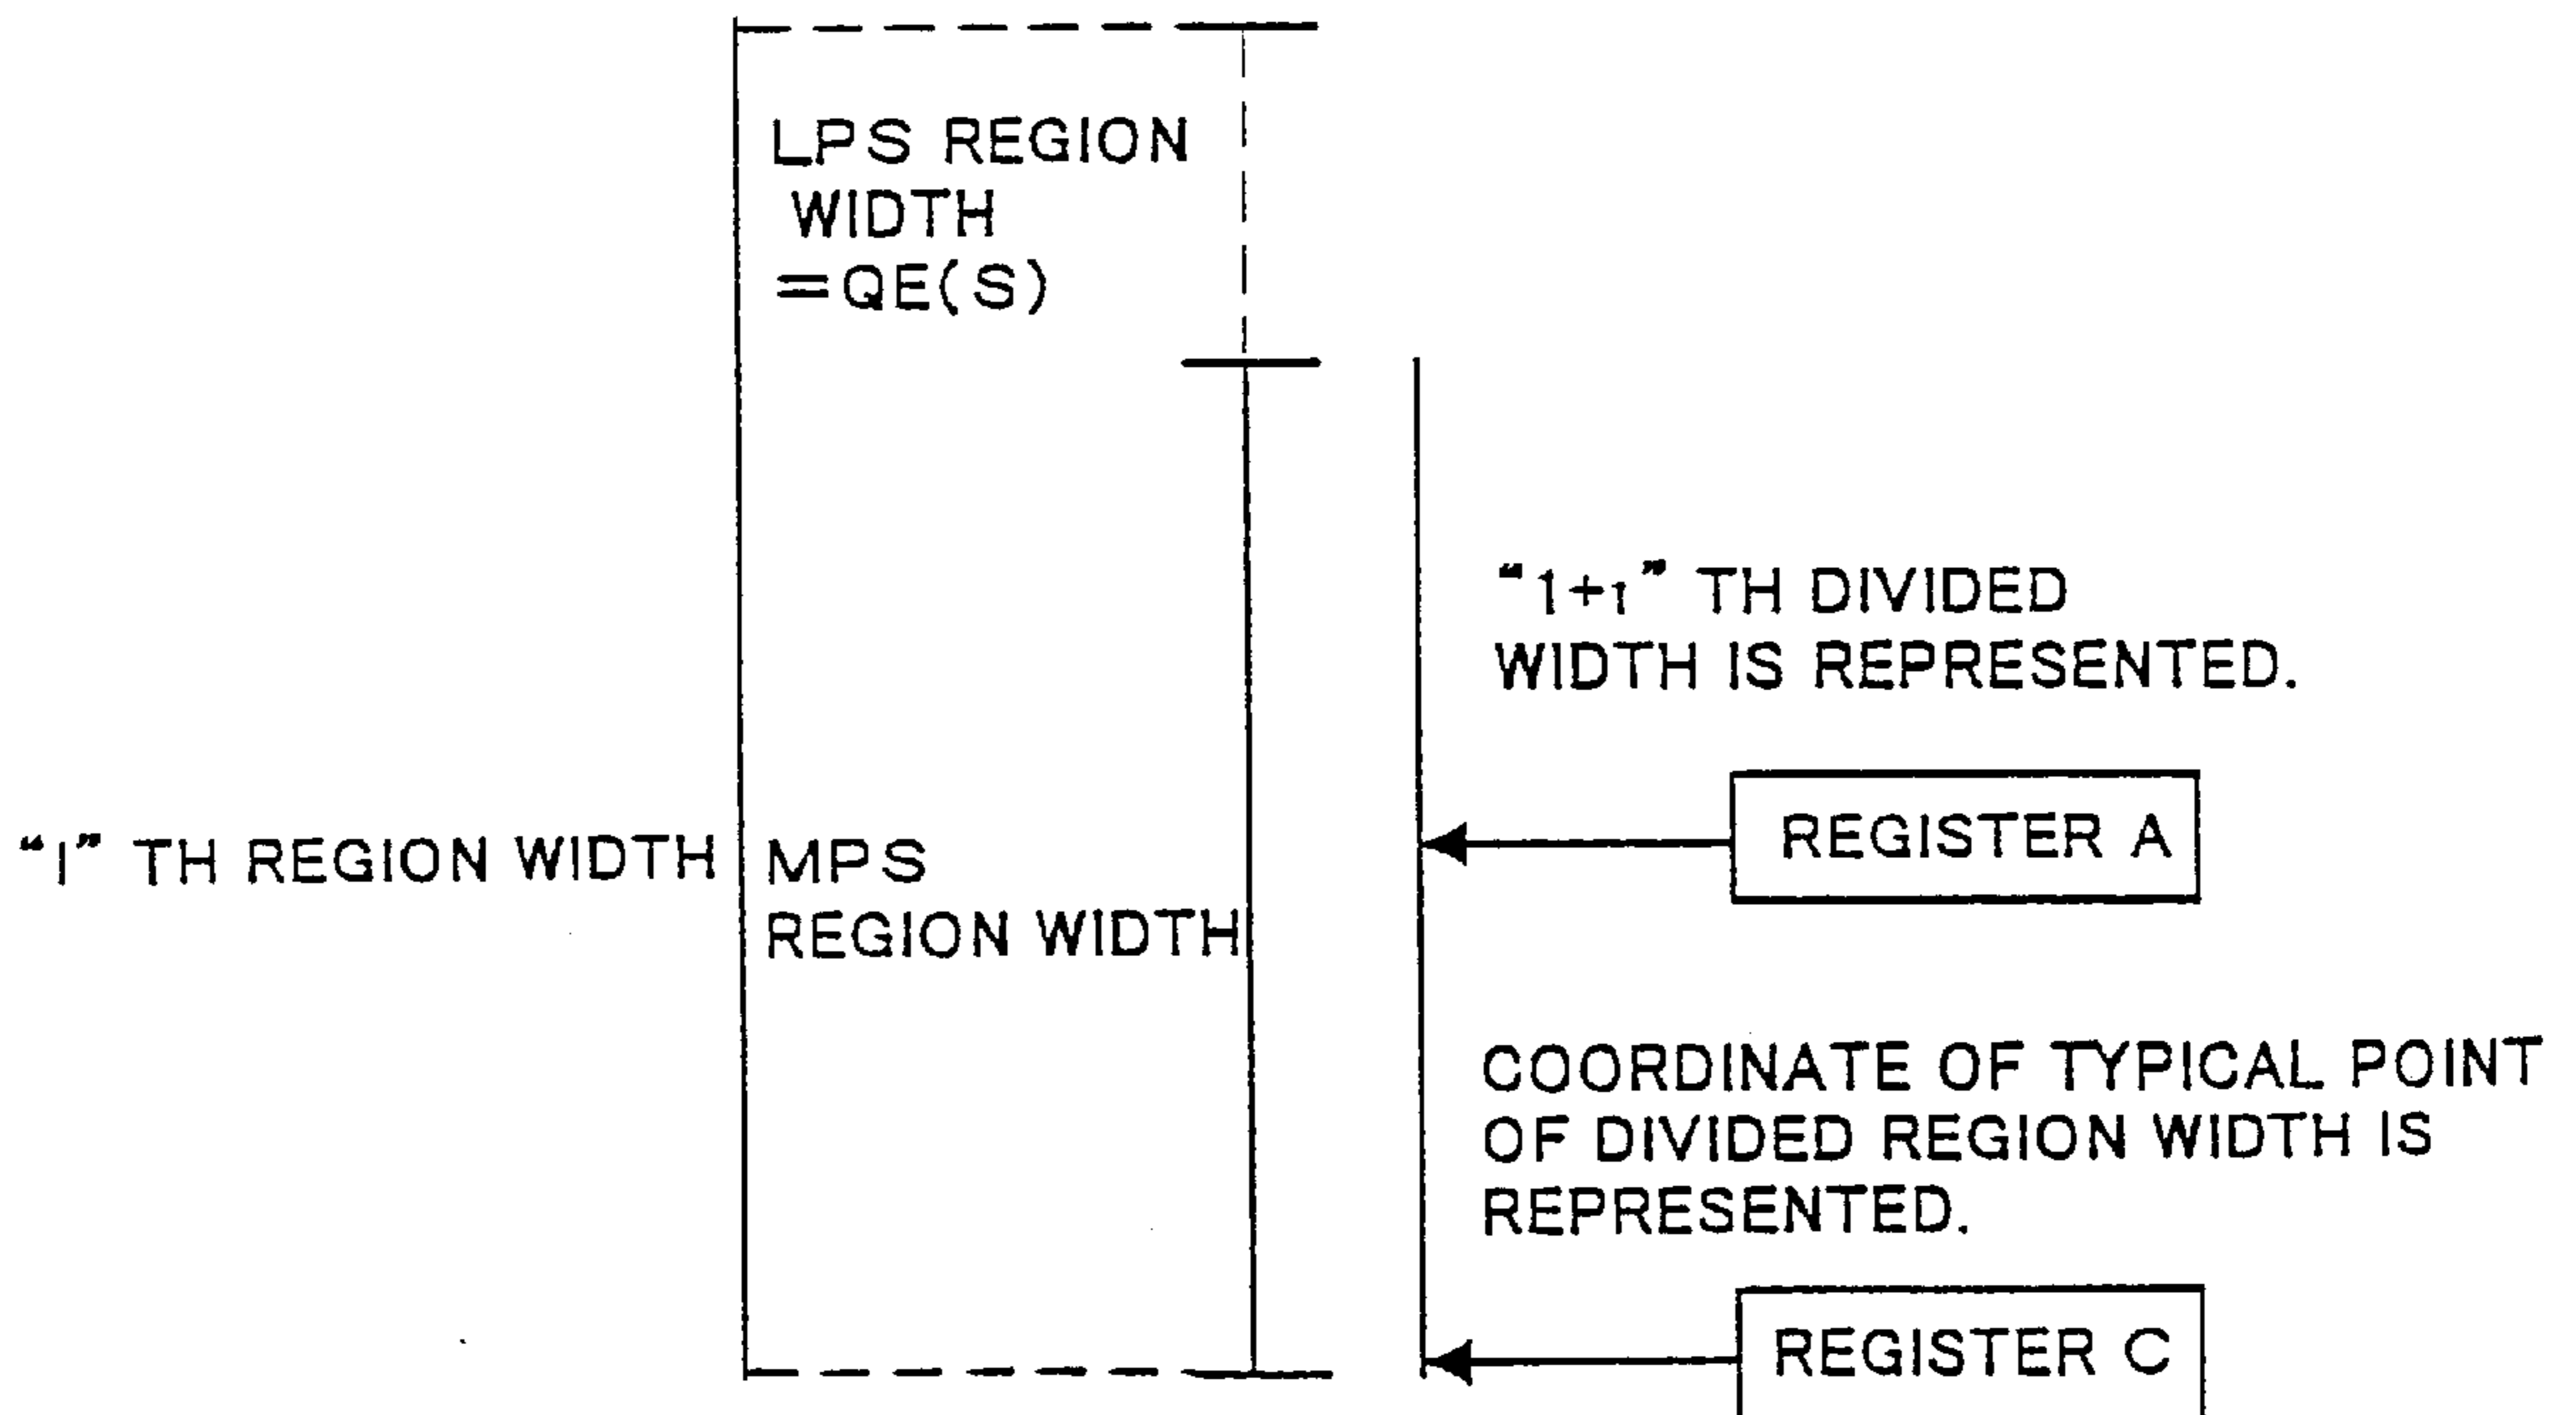 LPS REGION
WIDTH
=QE(S)
“1+1” TH DIVIDED
WIDTH IS REPRESENTED.
REGISTER A
“I” TH REGION WIDTH
MPS
REGION WIDTH
COORDINATE OF TYPICAL POINT
OF DIVIDED REGION WIDTH IS
REPRESENTED.
REGISTER C